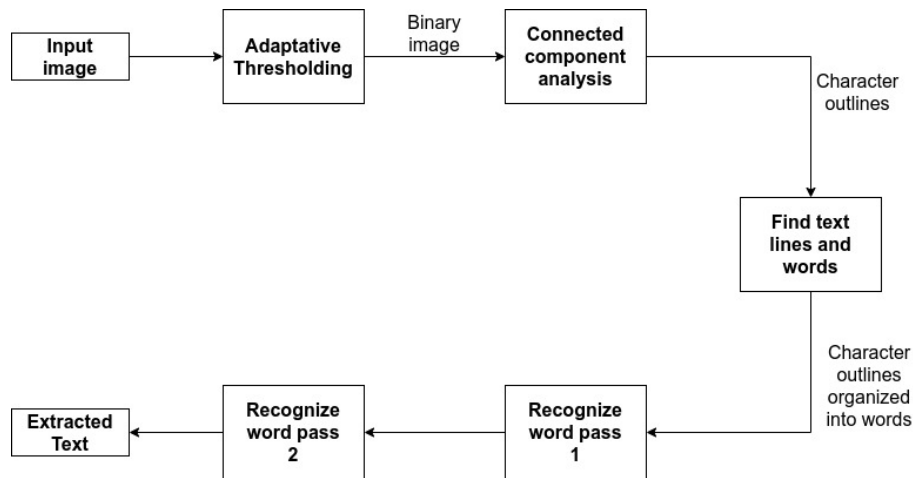 Input
image
Adaptative
Thresholding
Binary
image
Connected
component
analysis
Character
outlines
Find text
lines and
words
Character
outlines
organized
into words
Recognize
word pass
1
Recognize
word pass
2
Extracted
Text